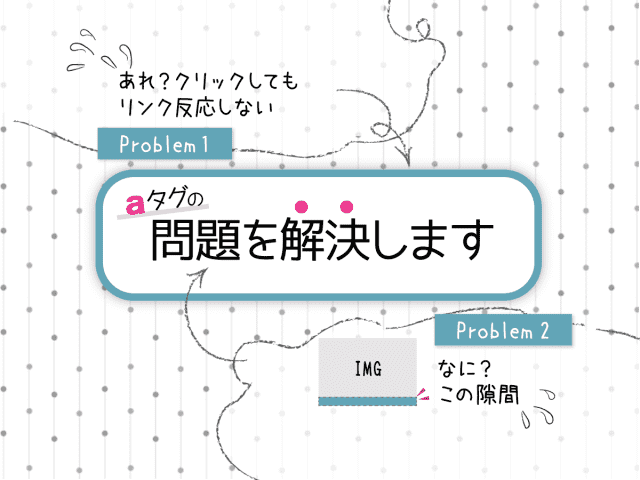 あれ？クリックしても
リンク反応しない
Problem 1
aタグの
問題を解決します
Problem 2
IMG
なに？
この隙間